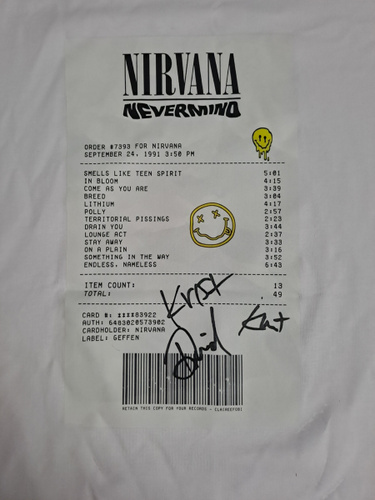 NIRVANA
NEVERMIND
ORDER #7393 FOR NIRVANA
SEPTEMBER 24, 1991 3:50 PM
SMELLS LIKE TEEN SPIRIT 5:01
IN BLOOM 4:15
COME AS YOU ARE 3:39
BREED 3:04
LITHIUM 4:17
POLLY 2:57
TERRITORIAL PISSINGS 2:23
DRAIN YOU 3:44
LOUNGE ACT 2:37
STAY AWAY 3:33
ON A PLAIN 3:16
SOMETHING IN THE WAY 3:52
ENDLESS, NAMELESS 6:43
ITEM COUNT: 13
TOTAL: 49
Krist
CARD #: xxxx83922
AUTH: 6483020573902
CARDHOLDER: NIRVANA
LABEL: GEFFEN
David
RETAIN THIS COPY FOR YOUR RECORDS -